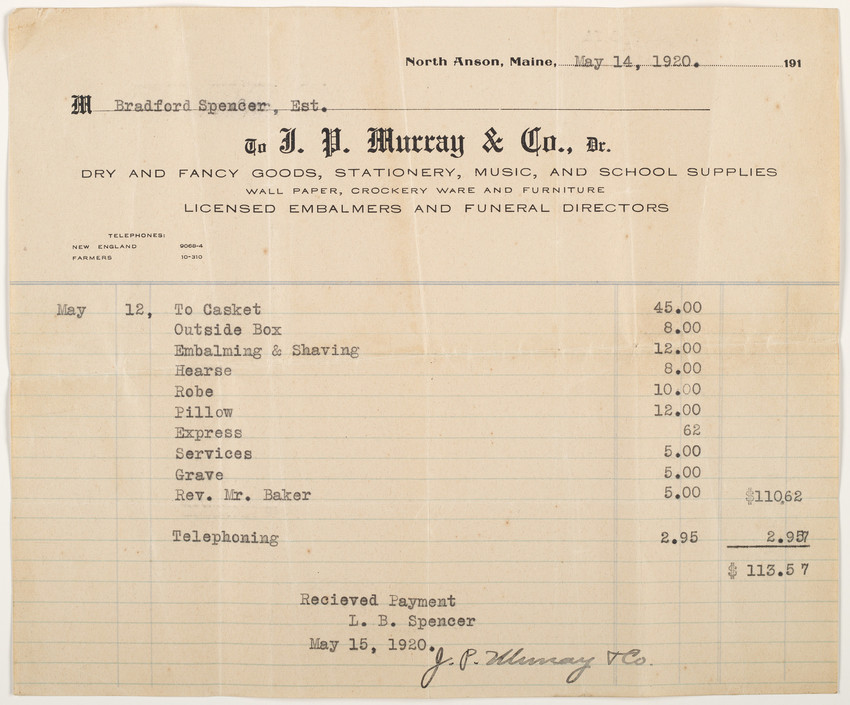 North Anson, Maine, May 14, 1920. 191
M Bradford Spencer, Est.
To J. P. Murray & Co., Dr.
DRY AND FANCY GOODS, STATIONERY, MUSIC, AND SCHOOL SUPPLIES
WALL PAPER, CROCKERY WARE AND FURNITURE
LICENSED EMBALMERS AND FUNERAL DIRECTORS
TELEPHONES:
NEW ENGLAND 9068-4
FARMERS 10-310
May 12, To Casket 45.00
Outside Box 8.00
Embalming & Shaving 12.00
Hearse 8.00
Robe 10.00
Pillow 12.00
Express 62
Services 5.00
Grave 5.00
Rev. Mr. Baker 5.00 $110.62
Telephoning 2.95 2.95
$ 113.57
Recieved Payment
L. B. Spencer
May 15, 1920.
J. P. Murray & Co.